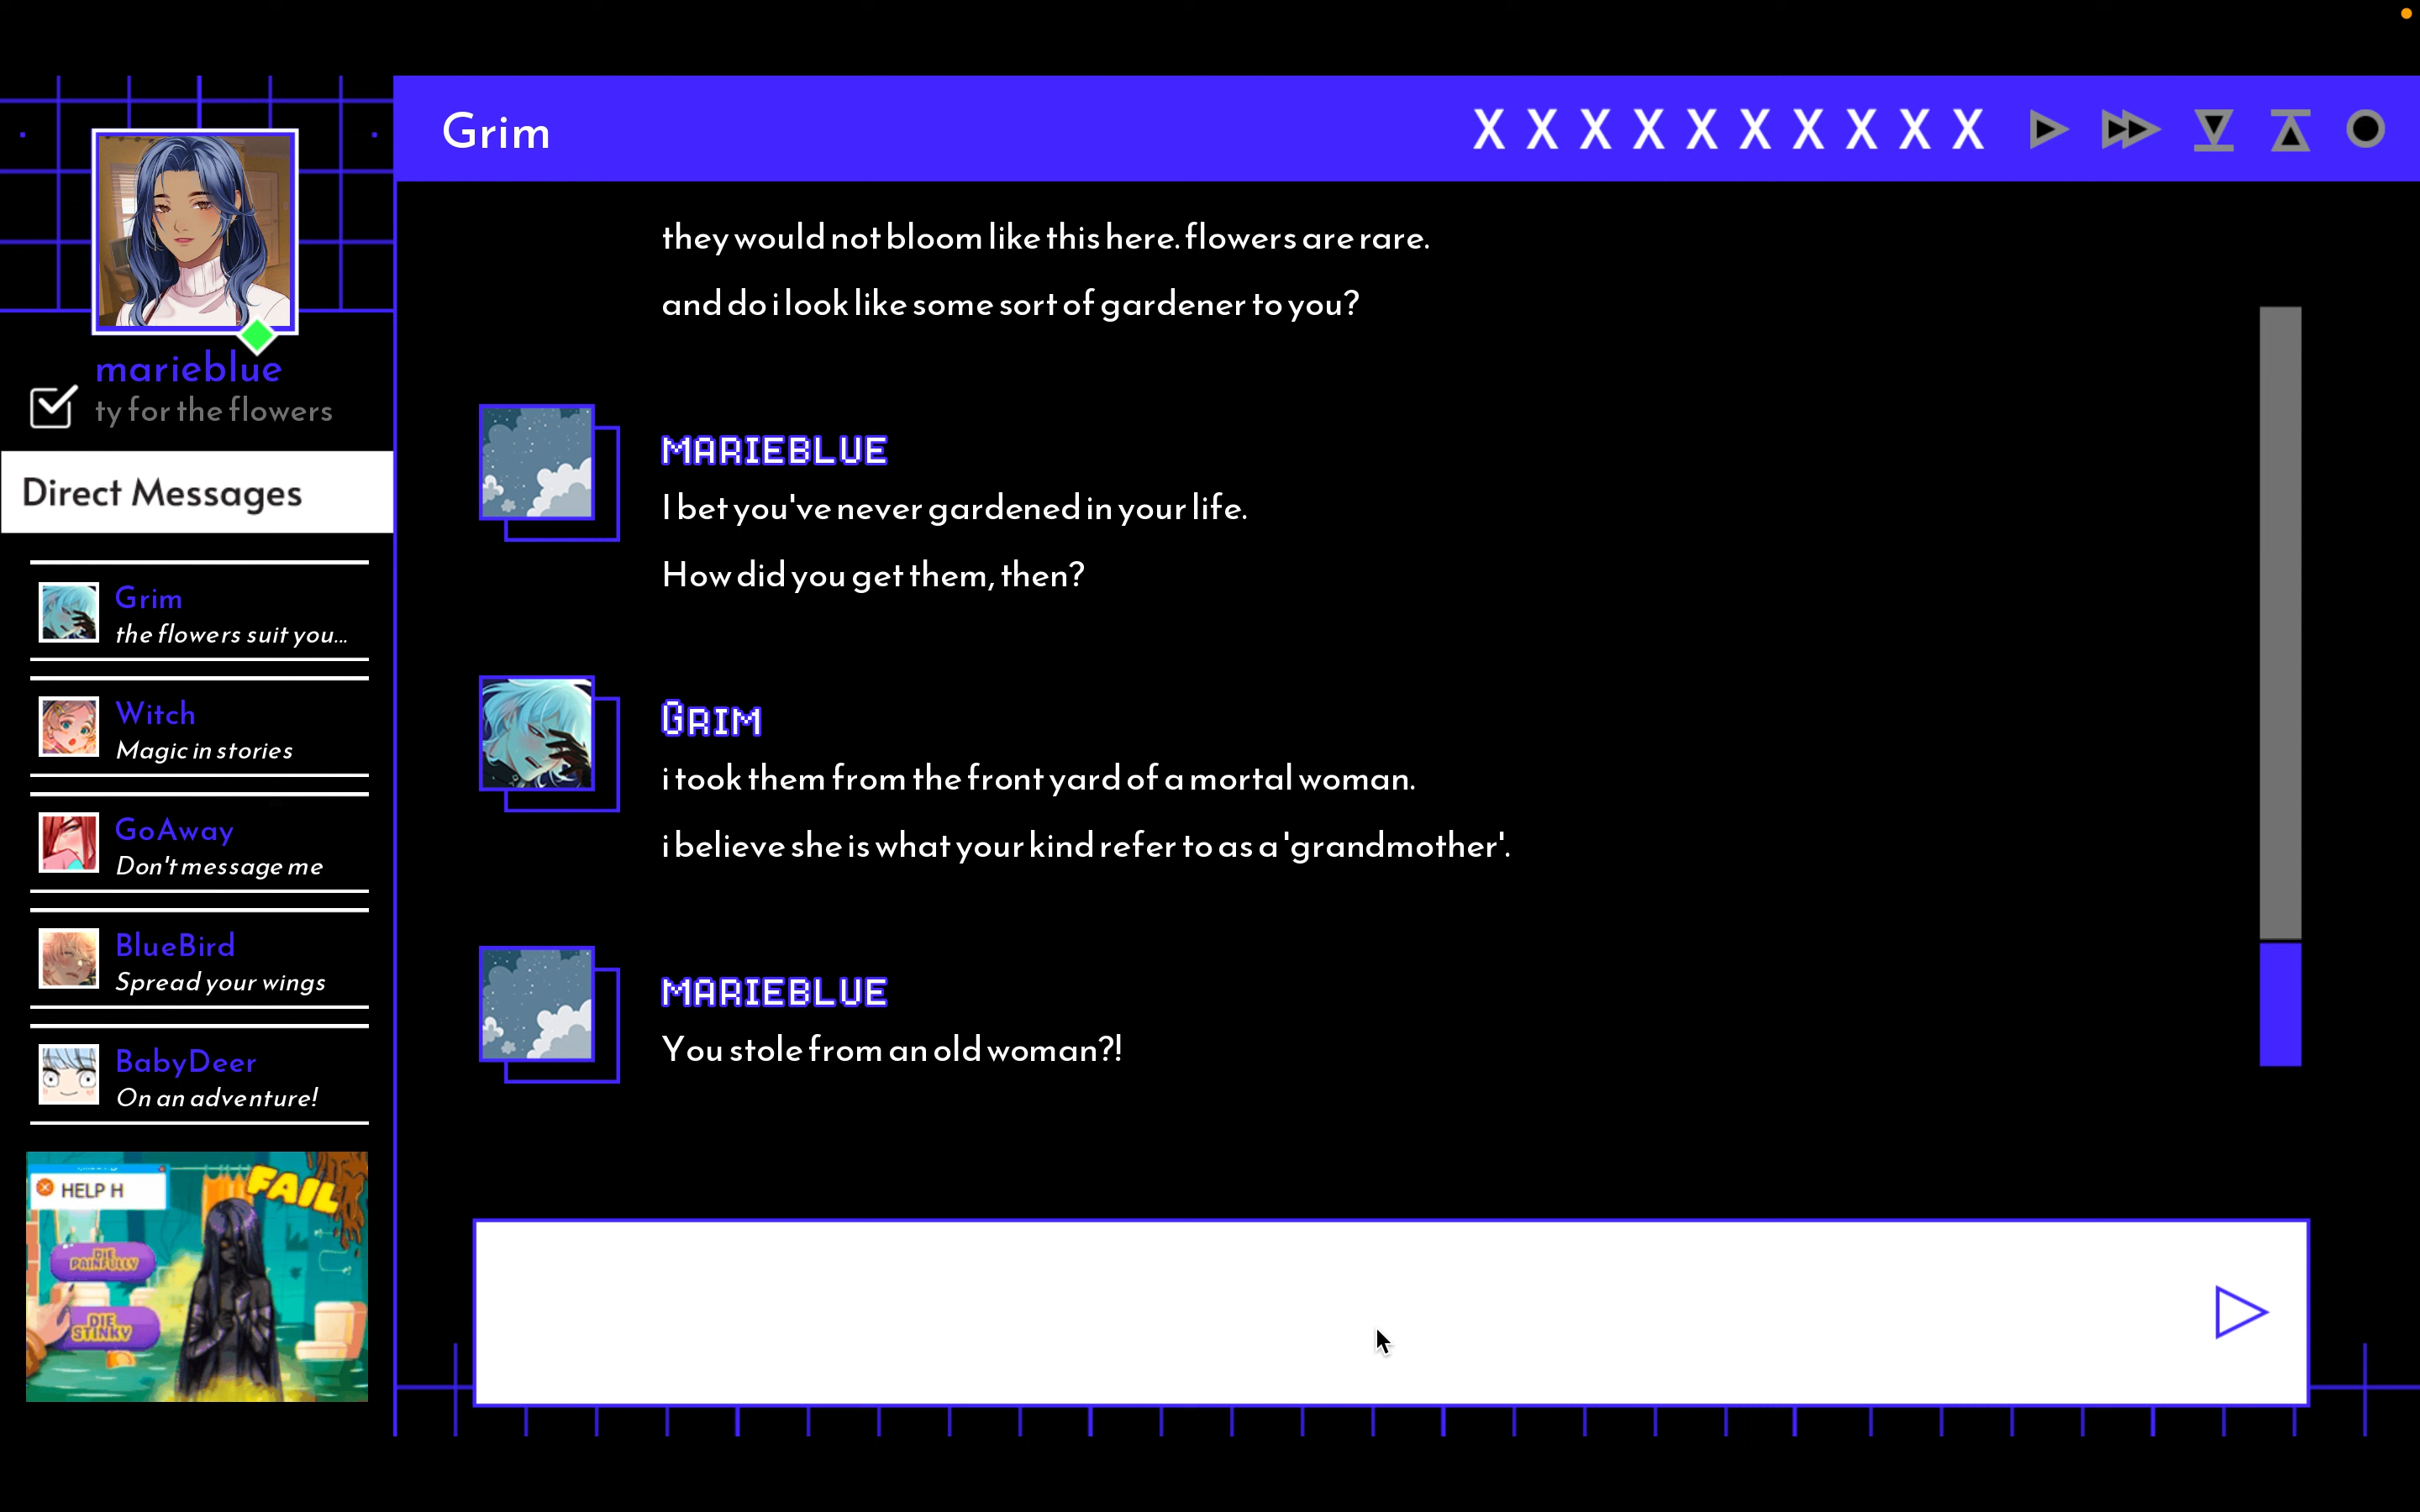 Grim
X X X X X X X X X X
marieblue
ty for the flowers
Direct Messages
Grim
the flowers suit you...
Witch
Magic in stories
GoAway
Don't message me
BlueBird
Spread your wings
BabyDeer
On an adventure!
HELP H
FAIL
DIE
PAINFULLY
DIE
STINKY
they would not bloom like this here. flowers are rare.
and do i look like some sort of gardener to you?
MARIEBLUE
I bet you've never gardened in your life.
How did you get them, then?
GRIM
i took them from the front yard of a mortal woman.
i believe she is what your kind refer to as a 'grandmother'.
MARIEBLUE
You stole from an old woman?!